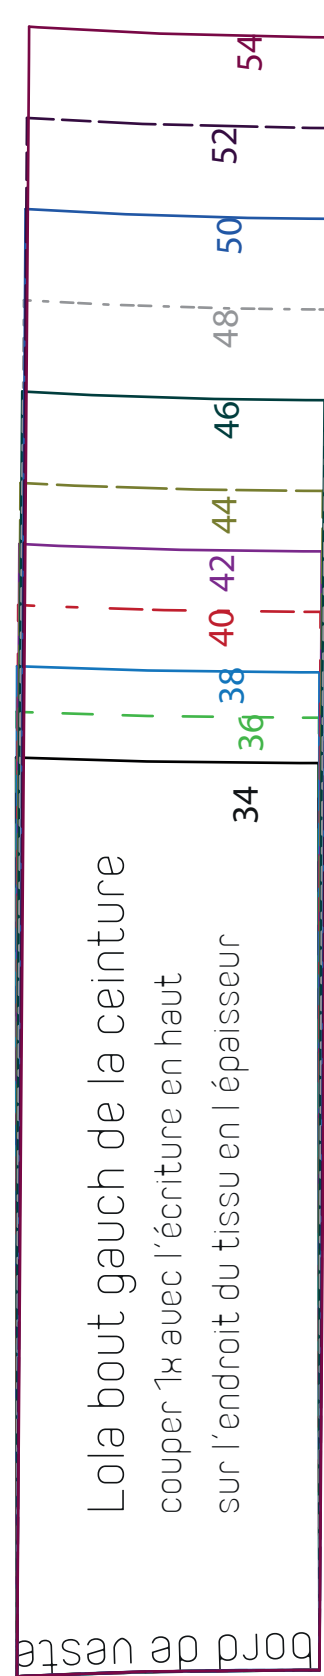 54
52
50
48
46
44
42
40
38
36
34
Lola bout gauch de la ceinture
couper 1x avec l'écriture en haut
sur l'endroit du tissu en l épaisseur
bord de veste